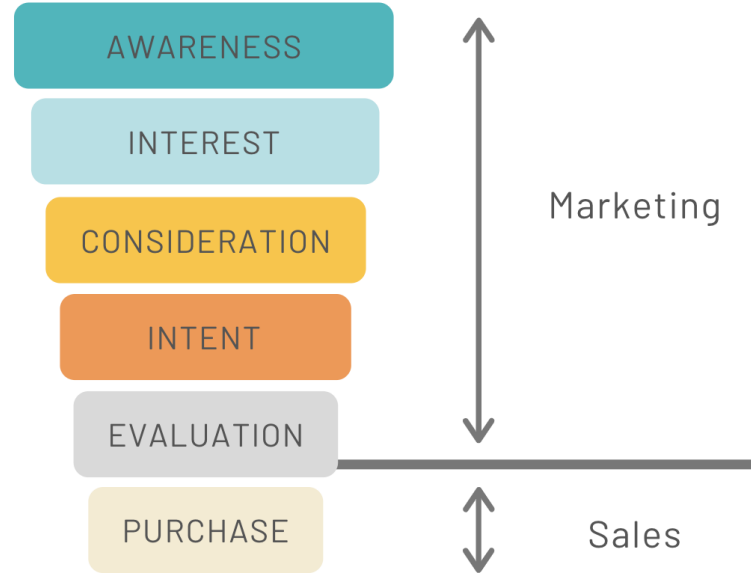 AWARENESS
INTEREST
CONSIDERATION
INTENT
EVALUATION
PURCHASE
Marketing
Sales